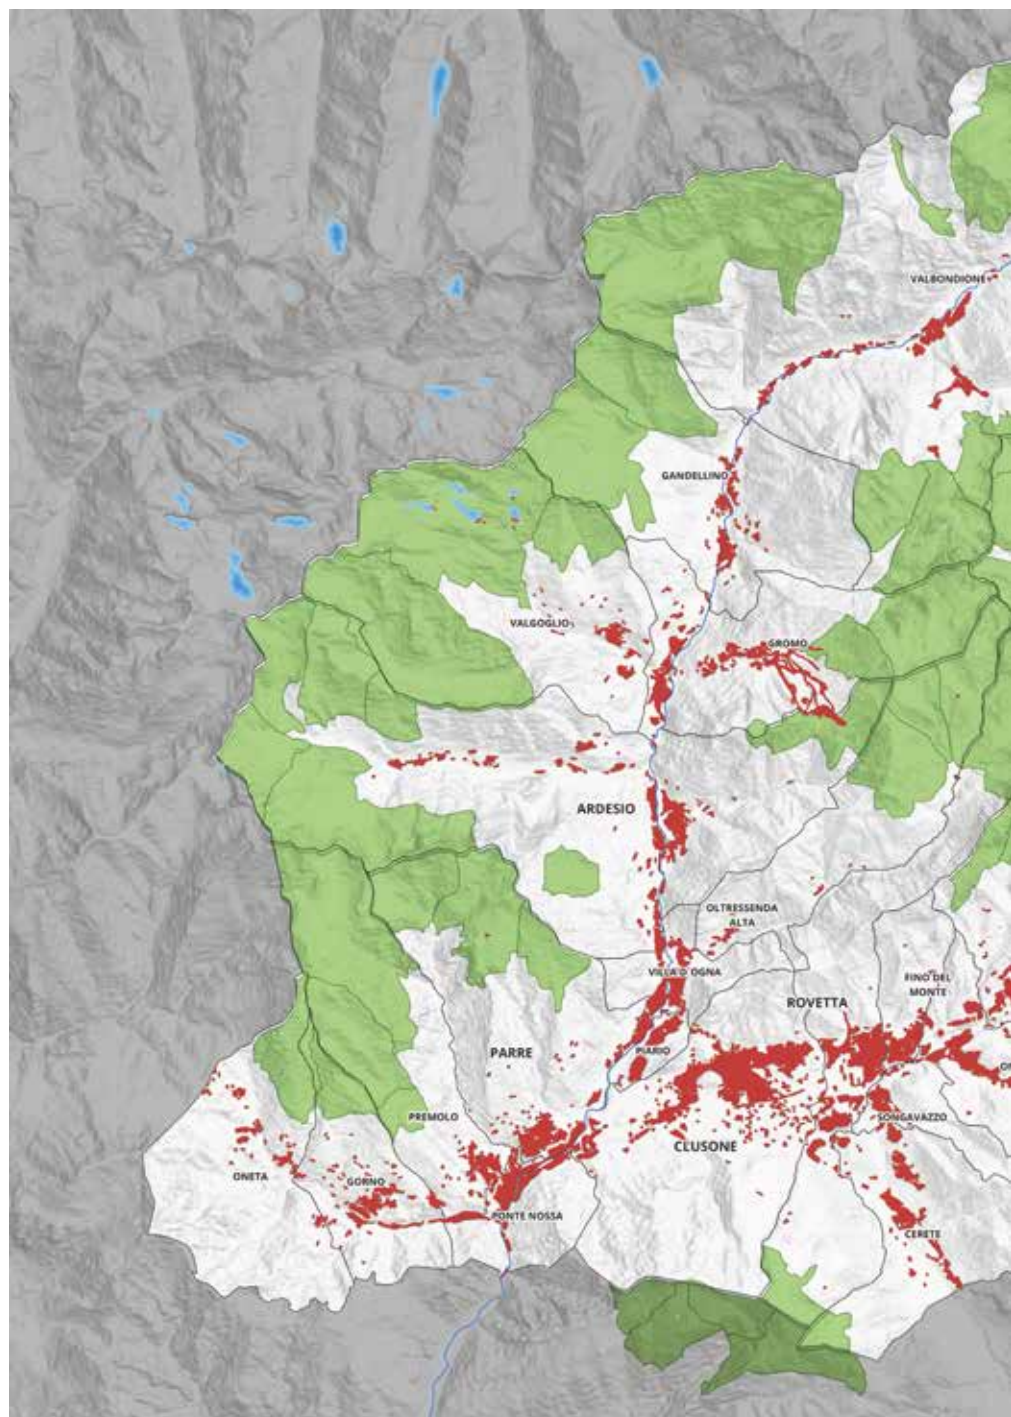 VALBONDIONE
GANDELLINO
VALGOGLIO
GROMO
ARDESIO
OLTRESSENDA
ALTA
VILLA D'OGNA
FINO DEL
MONTE
ROVETTA
PARRE
PIARIO
PREMOLO
SONGAVAZZO
CLUSONE
ONETA
GORNO
PONTE NOSSA
CERETE